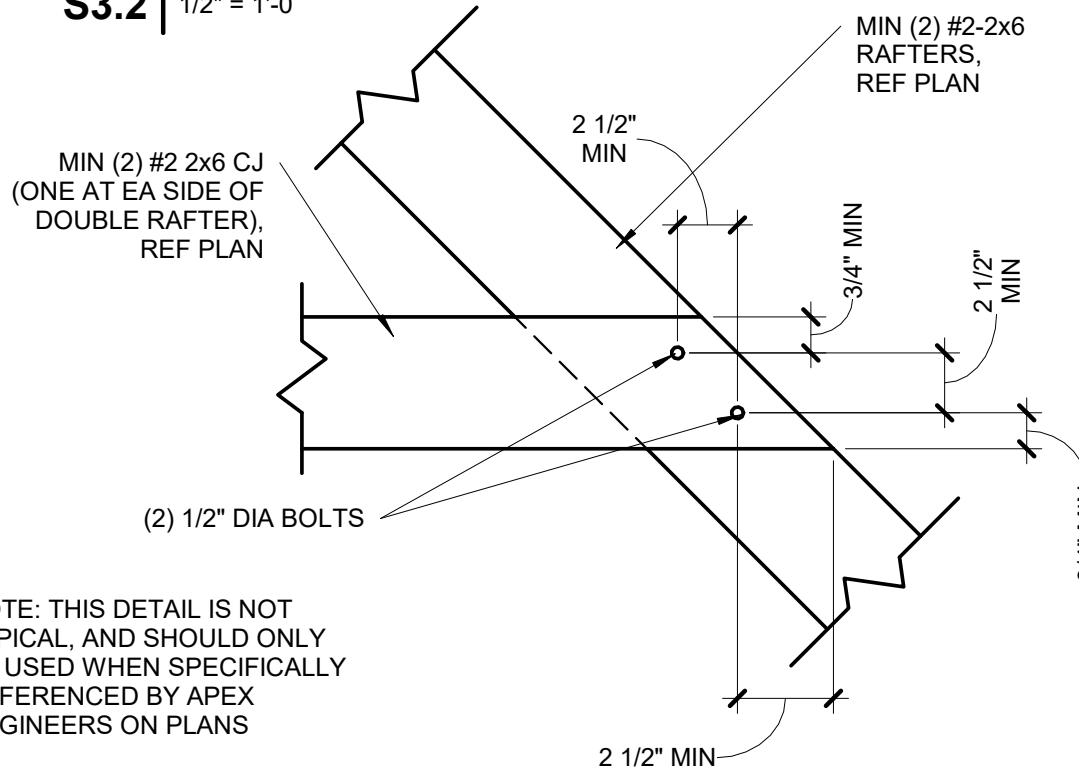 S3.2
1/2" = 1'-0
MIN (2) #2-2x6
RAFTERS,
REF PLAN
2 1/2"
MIN
MIN (2) #2 2x6 CJ
(ONE AT EA SIDE OF
DOUBLE RAFTER),
REF PLAN
3/4" MIN
2 1/2"
MIN
(2) 1/2" DIA BOLTS
OTE: THIS DETAIL IS NOT
PICAL, AND SHOULD ONLY
USED WHEN SPECIFICALLY
FERENCED BY APEX
GINEERS ON PLANS
2 1/2" MIN